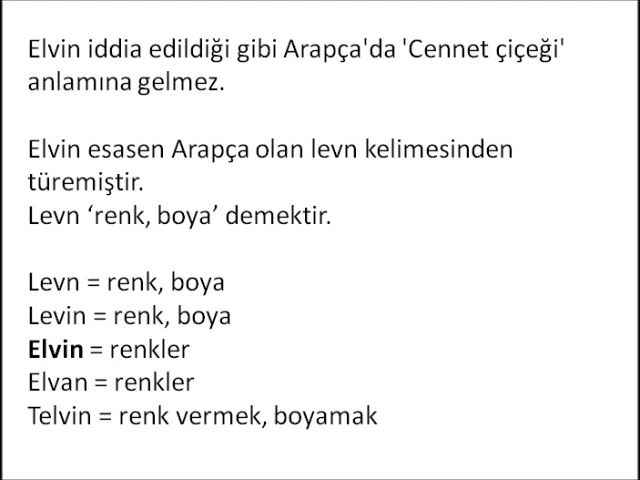 Elvin iddia edildiği gibi Arapça'da 'Cennet çiçeği'
anlamına gelmez.
Elvin esasen Arapça olan levn kelimesinden
türemiştir.
Levn ‘renk, boya’ demektir.
Levn = renk, boya
Levin = renk, boya
Elvin = renkler
Elvan = renkler
Telvin = renk vermek, boyamak